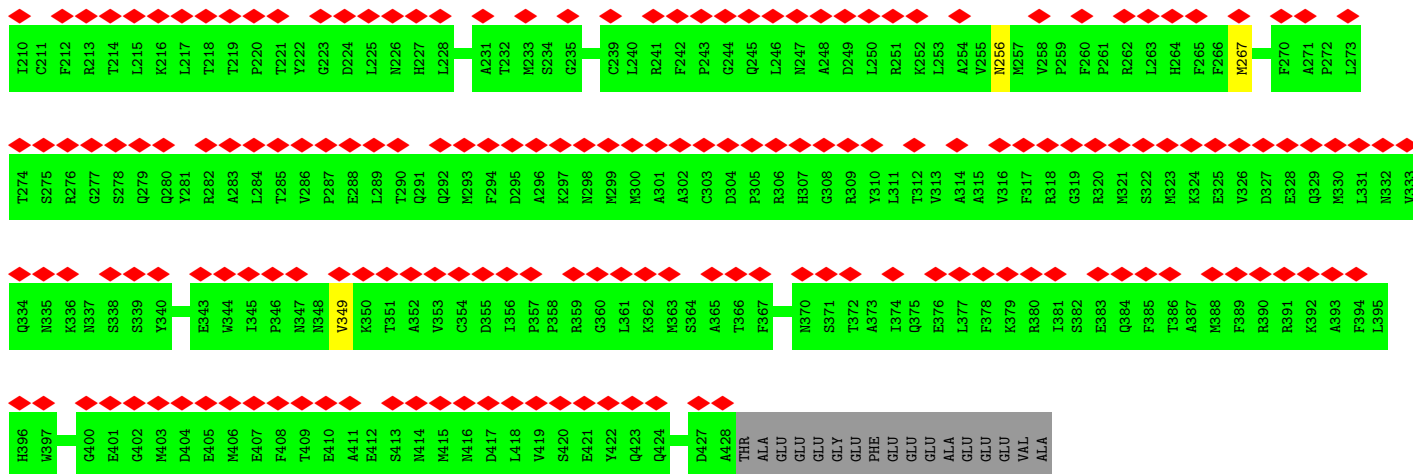 I210 C211 F212 R213 T214 L215 K216 L217 T218 T219 P220 T221 Y222 G223 D224 L225 N226 H227 L228 A231 T232 M233 S234 G235 C239 L240 R241 F242 P243 G244 Q245 L246 N247 A248 D249 L250 R251 K252 L253 A254 V255 N256 M257 V258 P259 F260 P261 R262 L263 H264 F265 F266 M267 F270 A271 P272 L273
T274 S275 R276 G277 S278 Q279 Q280 Y281 R282 A283 L284 T285 V286 P287 E288 L289 T290 Q291 Q292 M293 F294 D295 A296 K297 N298 M299 M300 A301 A302 C303 D304 P305 R306 H307 G308 R309 Y310 L311 T312 V313 A314 A315 V316 F317 R318 G319 R320 M321 S322 M323 K324 E325 V326 D327 E328 Q329 M330 L331 N332 V333
Q334 N335 K336 N337 S338 S339 Y340 E343 W344 I345 P346 N347 N348 V349 K350 T351 A352 V353 C354 D355 I356 P357 P358 R359 G360 L361 K362 M363 S364 A365 T366 F367 N370 S371 T372 A373 I374 Q375 E376 L377 F378 K379 R380 I381 S382 E383 Q384 F385 T386 A387 M388 F389 R390 R391 K392 A393 F394 L395
H396 W397 G400 E401 G402 M403 D404 E405 M406 E407 F408 T409 E410 A411 E412 S413 N414 M415 N416 D417 L418 V419 S420 E421 Y422 Q423 Q424 D427 A428 THR ALA GLU GLU GLU GLY GLU PHE GLU GLU GLU ALA GLU GLU GLU VAL ALA